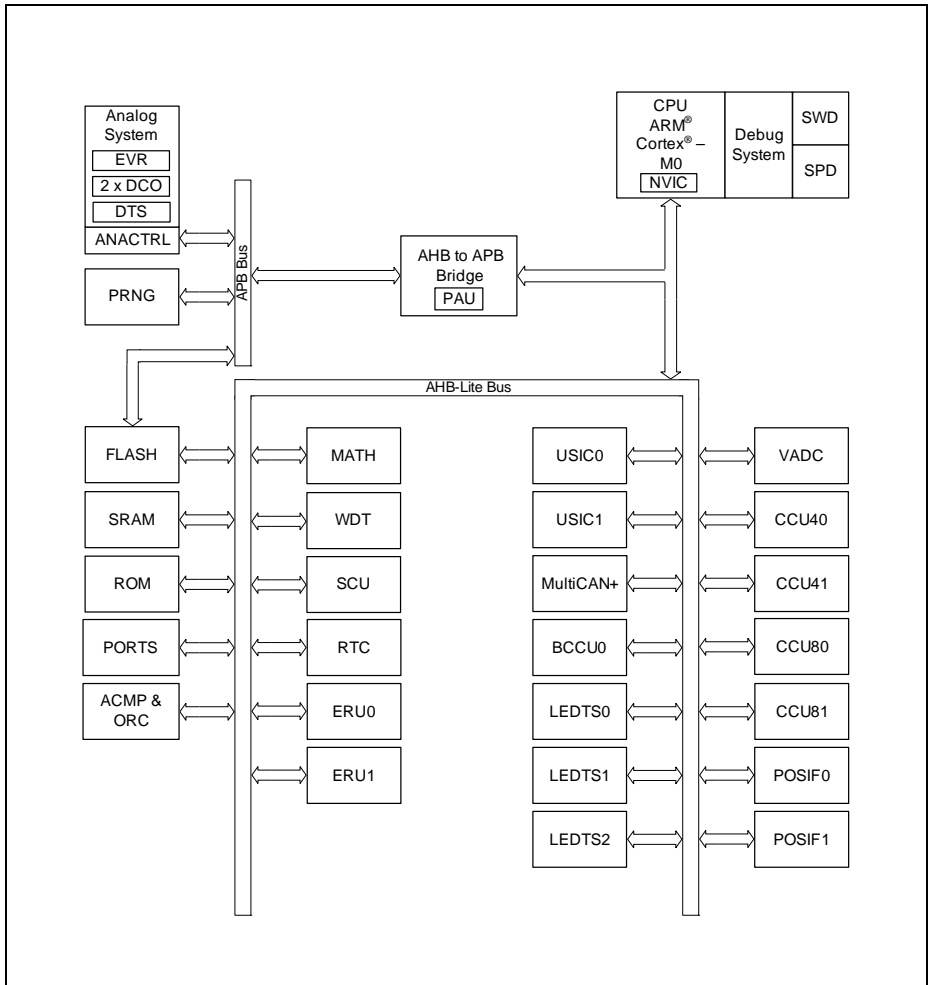 Analog
System
EVR
2 x DCO
DTS
ANACTRL
PRNG
APB Bus
AHB to APB
Bridge
PAU
CPU
ARM®
Cortex® –
M0
NVIC
Debug
System
SWD
SPD
AHB-Lite Bus
FLASH
SRAM
ROM
PORTS
ACMP &
ORC
MATH
WDT
SCU
RTC
ERU0
ERU1
USIC0
USIC1
MultiCAN+
BCCU0
LEDTS0
LEDTS1
LEDTS2
VADC
CCU40
CCU41
CCU80
CCU81
POSIF0
POSIF1